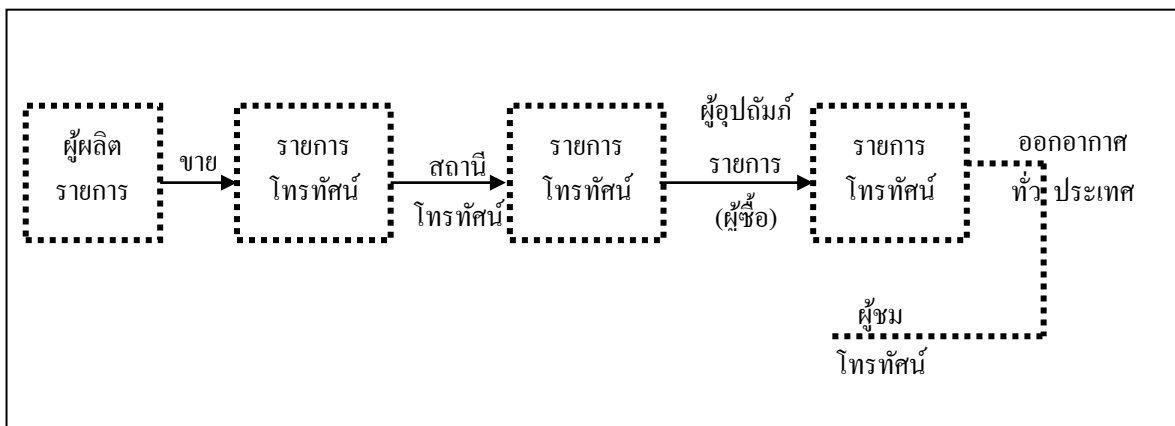 ผู้ผลิต
รายการ
ขาย
รายการ
โทรทัศน์
สถานี
โทรทัศน์
รายการ
โทรทัศน์
ผู้อุปถัมภ์
รายการ
(ผู้ซื้อ)
รายการ
โทรทัศน์
ออกอากาศ
ทั่ว ประเทศ
ผู้ชม
โทรทัศน์